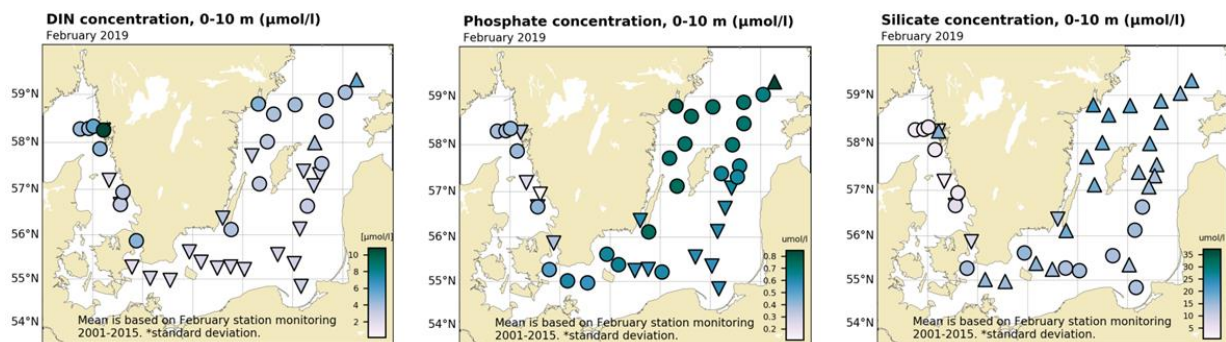 DIN concentration, 0-10 m (µmol/l)
February 2019
59°N
58°N
57°N
56°N
55°N
54°N
[µmol/l]
10
8
6
4
2
Mean is based on February station monitoring
2001-2015. *standard deviation.
Phosphate concentration, 0-10 m (µmol/l)
February 2019
59°N
58°N
57°N
56°N
55°N
54°N
umol/l
0.8
0.7
0.6
0.5
0.4
0.3
0.2
Mean is based on February station monitoring
2001-2015. *standard deviation.
Silicate concentration, 0-10 m (µmol/l)
February 2019
59°N
58°N
57°N
56°N
55°N
54°N
umol/l
35
30
25
20
15
10
5
Mean is based on February station monitoring
2001-2015. *standard deviation.